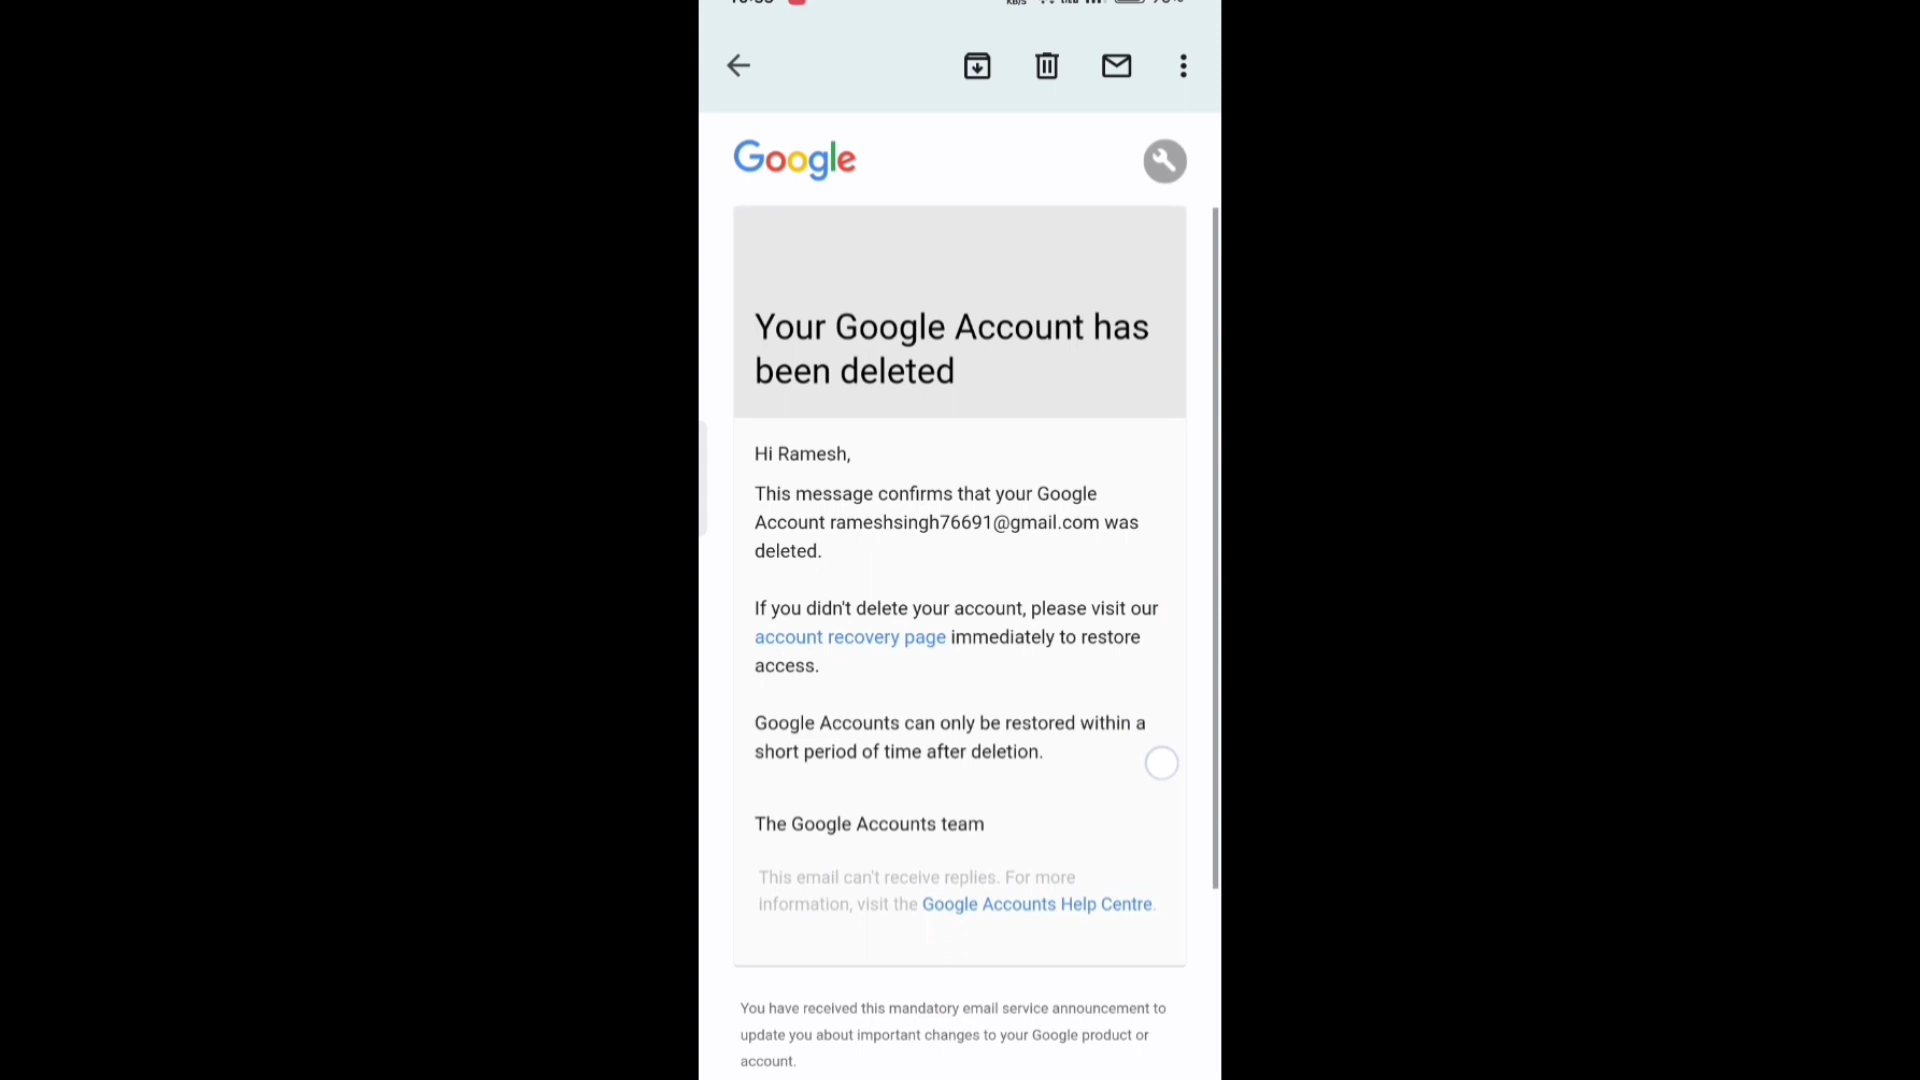 Google
Your Google Account has
been deleted
Hi Ramesh,
This message confirms that your Google
Account rameshsingh76691@gmail.com was
deleted.
If you didn't delete your account, please visit our
account recovery page immediately to restore
access.
Google Accounts can only be restored within a
short period of time after deletion.
The Google Accounts team
This email can't receive replies. For more
information, visit the Google Accounts Help Centre.
You have received this mandatory email service announcement to
update you about important changes to your Google product or
account.